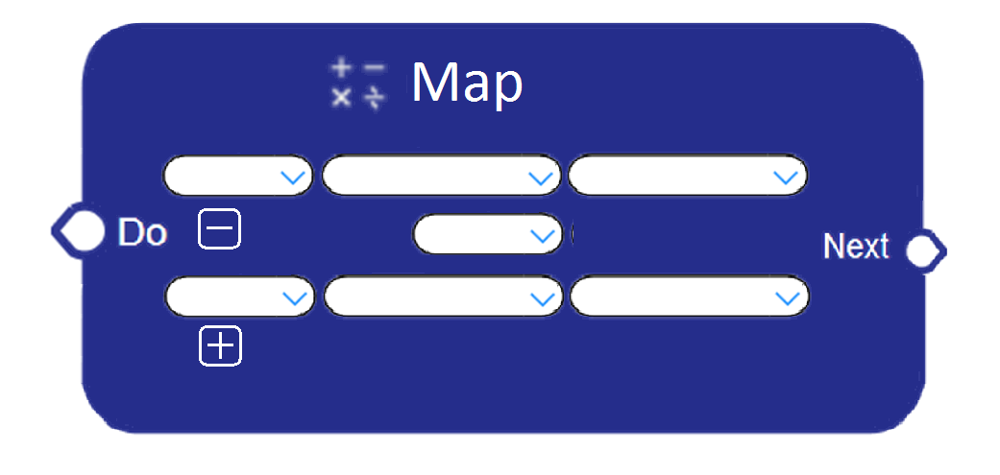 + − Map
× ÷
Do −
Next
+